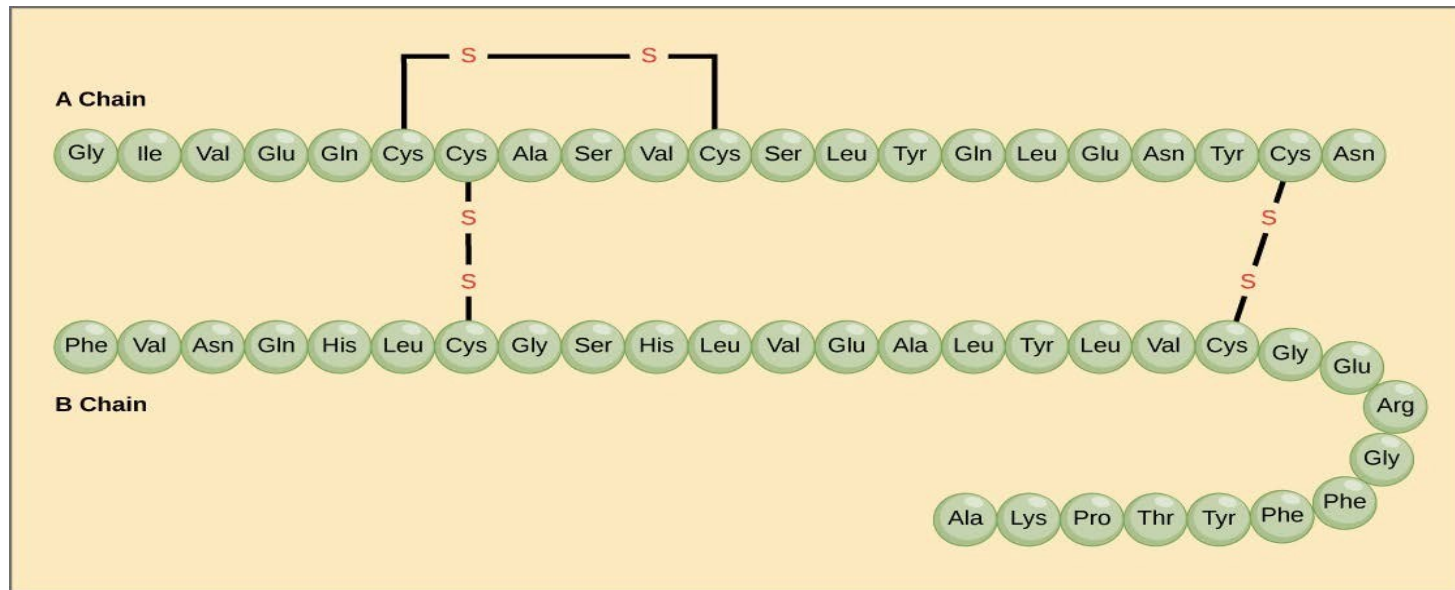 S S
A Chain
Gly Ile Val Glu Gln Cys Cys Ala Ser Val Cys Ser Leu Tyr Gln Leu Glu Asn Tyr Cys Asn
S S
S S
Phe Val Asn Gln His Leu Cys Gly Ser His Leu Val Glu Ala Leu Tyr Leu Val Cys Gly Glu
B Chain
Arg
Gly
Ala Lys Pro Thr Tyr Phe Phe